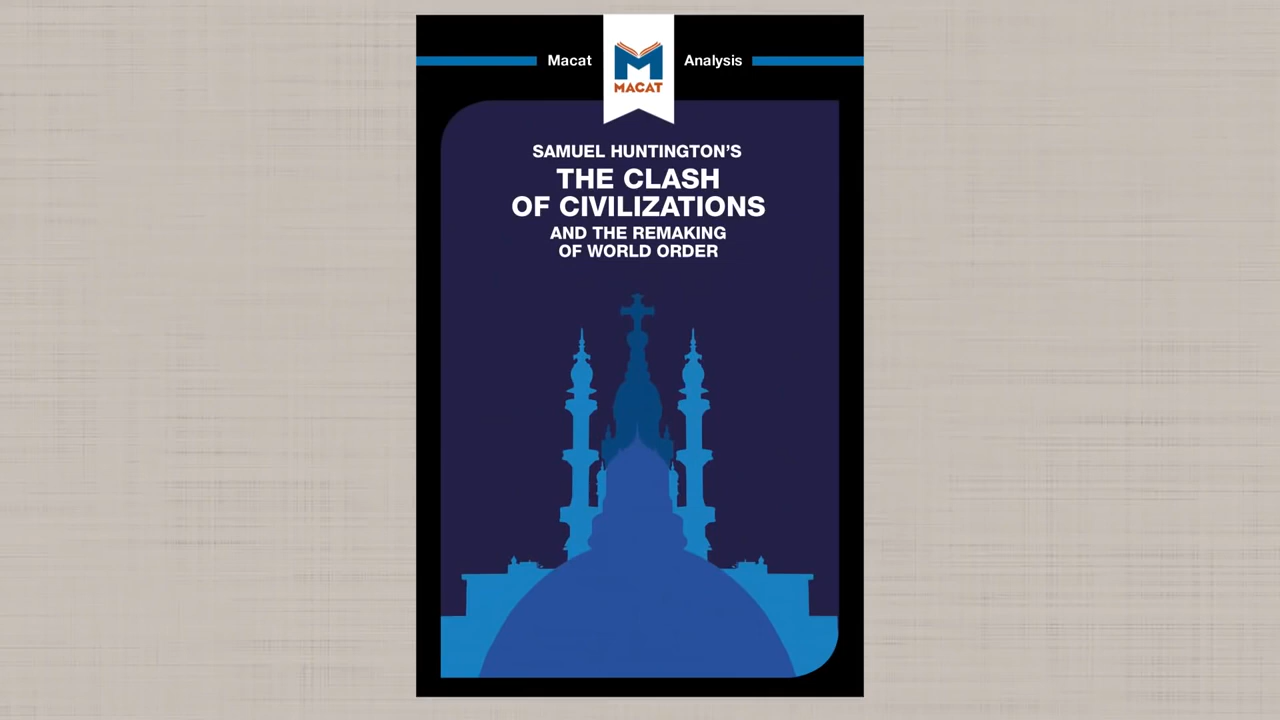 Macat
MACAT
Analysis
SAMUEL HUNTINGTON'S
THE CLASH
OF CIVILIZATIONS
AND THE REMAKING
OF WORLD ORDER